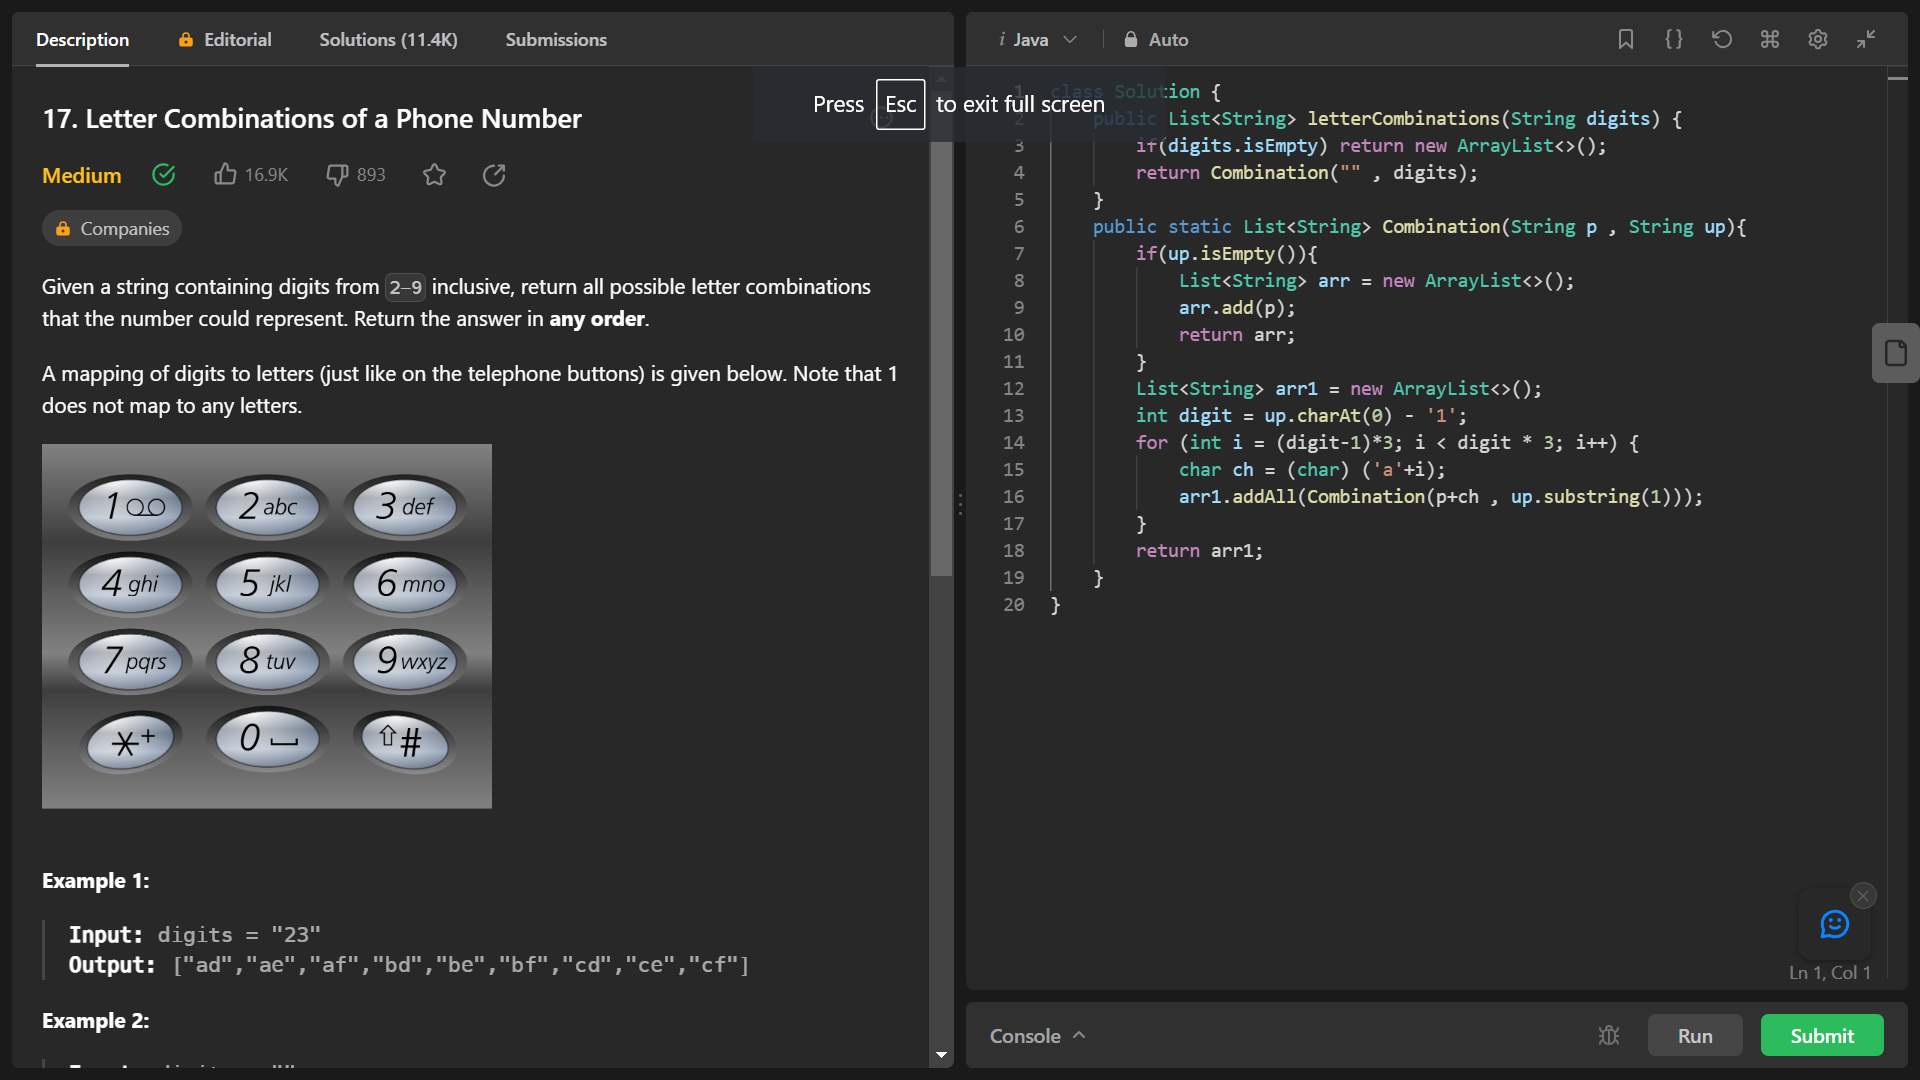 Description
Editorial
Solutions (11.4K)
Submissions
17. Letter Combinations of a Phone Number
Medium
16.9K
893
Companies
Given a string containing digits from 2-9 inclusive, return all possible letter combinations
that the number could represent. Return the answer in any order.
A mapping of digits to letters (just like on the telephone buttons) is given below. Note that 1
does not map to any letters.
1
2 abc
3 def
4 ghi
5 jkl
6 mno
7 pqrs
8 tuv
9 wxyz
* +
0
#
Example 1:
Input: digits = "23"
Output: ["ad","ae","af","bd","be","bf","cd","ce","cf"]
Example 2:
Press Esc to exit full screen
i Java
Auto
1 class Solution {
2 public List<String> letterCombinations(String digits) {
3 if(digits.isEmpty) return new ArrayList<>();
4 return Combination("" , digits);
5 }
6 public static List<String> Combination(String p , String up){
7 if(up.isEmpty()){
8 List<String> arr = new ArrayList<>();
9 arr.add(p);
10 return arr;
11 }
12 List<String> arr1 = new ArrayList<>();
13 int digit = up.charAt(0) - '1';
14 for (int i = (digit-1)*3; i < digit * 3; i++) {
15 char ch = (char) ('a'+i);
16 arr1.addAll(Combination(p+ch , up.substring(1)));
17 }
18 return arr1;
19 }
20 }
Ln 1, Col 1
Console
Run
Submit